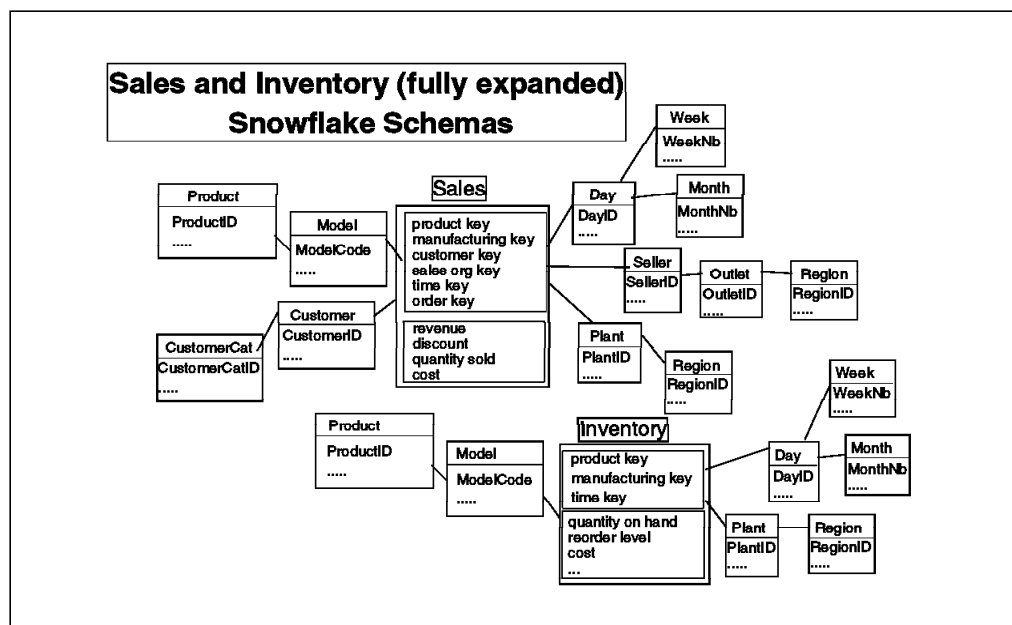 Sales and Inventory (fully expanded)
Snowflake Schemas
Week
WeekNb
.....
Sales
Product
ProductID
.....
Model
ModelCode
.....
product key
manufacturing key
customer key
sales org key
time key
order key
revenue
discount
quantity sold
cost
Customer
CustomerID
.....
CustomerCat
CustomerCatID
.....
Day
DayID
.....
Month
MonthNb
.....
Seller
SellerID
.....
Outlet
OutletID
.....
Region
RegionID
.....
Plant
PlantID
.....
Region
RegionID
.....
Inventory
Product
ProductID
.....
Model
ModelCode
.....
product key
manufacturing key
time key
quantity on hand
reorder level
cost
...
Week
WeekNb
.....
Day
DayID
.....
Month
MonthNb
.....
Plant
PlantID
.....
Region
RegionID
.....